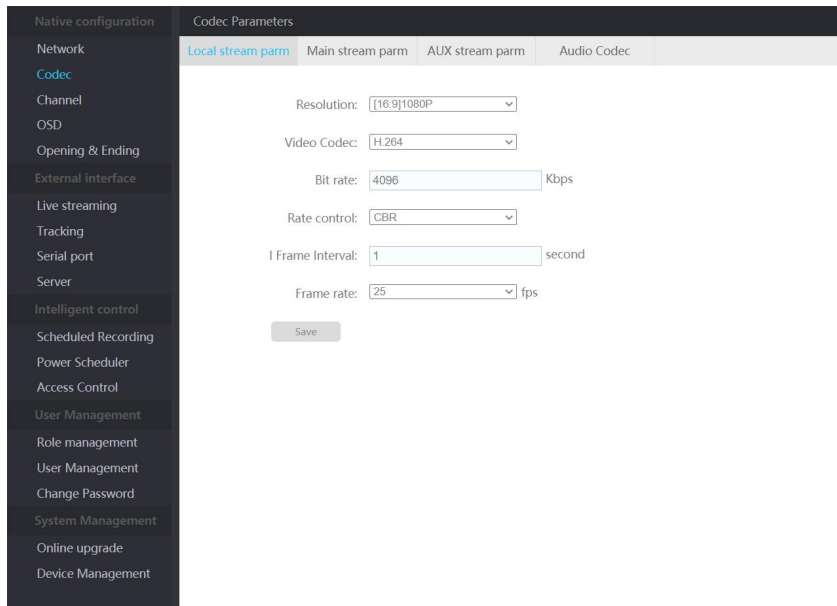 Native configuration
Network
Codec
Channel
OSD
Opening & Ending
External interface
Live streaming
Tracking
Serial port
Server
Intelligent control
Scheduled Recording
Power Scheduler
Access Control
User Management
Role management
User Management
Change Password
System Management
Online upgrade
Device Management
Codec Parameters
Local stream parm Main stream parm AUX stream parm Audio Codec
Resolution: [16:9]1080P
Video Codec: H.264
Bit rate: 4096 Kbps
Rate control: CBR
I Frame Interval: 1 second
Frame rate: 25 fps
Save